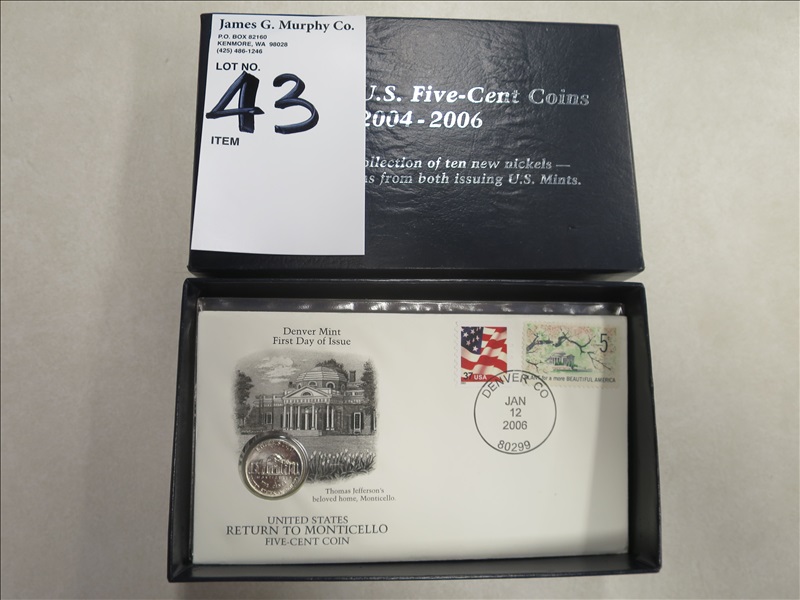 James G. Murphy Co.
P.O. BOX 82160
KENMORE, WA 98028
(425) 486-1246
LOT NO.
43
ITEM
U.S. Five-Cent Coins
2004 - 2006
of ten new nickels —
from both issuing U.S. Mints.
Denver Mint
First Day of Issue
Thomas Jefferson's
beloved home, Monticello.
UNITED STATES
RETURN TO MONTICELLO
FIVE-CENT COIN
37 USA
5¢
for a more BEAUTIFUL AMERICA
DENVER CO
JAN
12
2006
80299